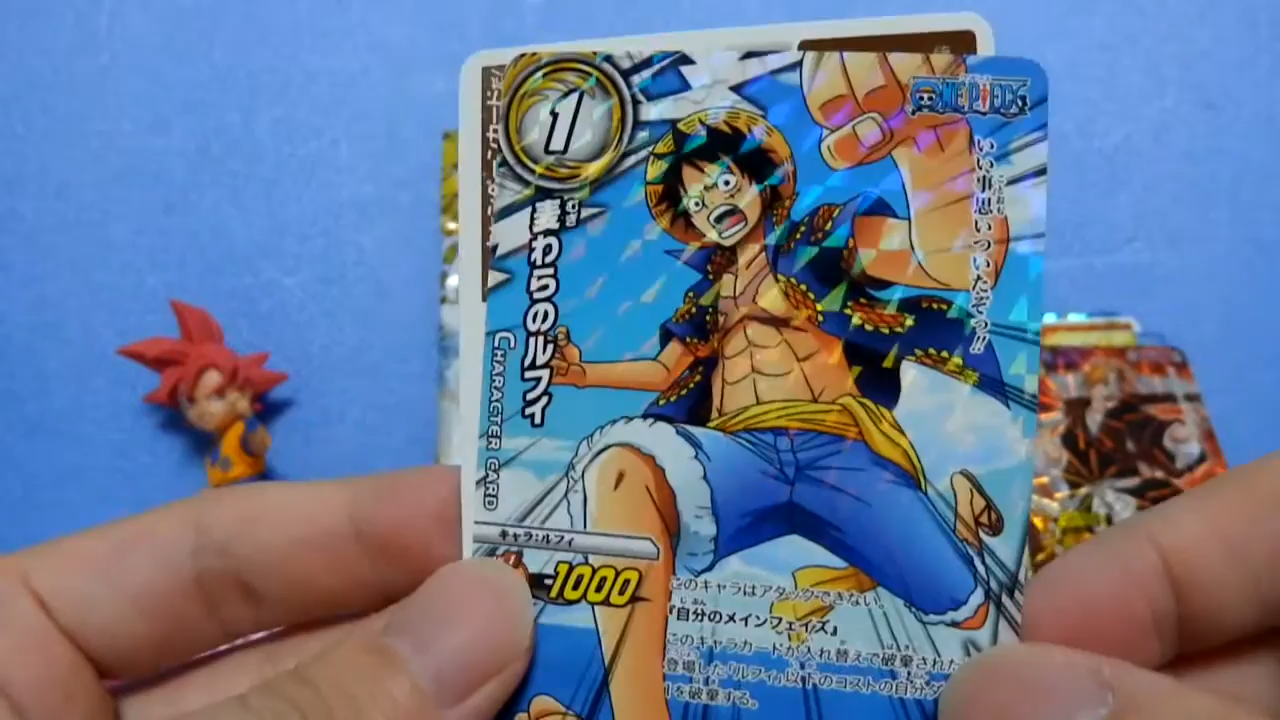 1
ONE PIECE
いい事思いついたぞっ!!
麦わらのルフィ
CHARACTER CARD
キャラ:ルフィ
-1000
このキャラはアタックできない。
『自分のメインフェイズ』
このキャラカードが入れ替えで破棄された
登場した「ルフィ」以下のコストの自分ダ
を破棄する。